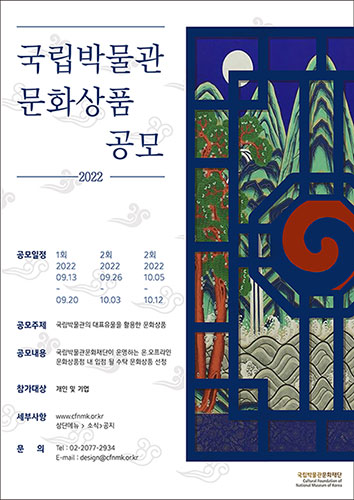 국립박물관
문화상품
공모
2022
공모일정 1회 2회 2회
2022 2022 2022
09.13 09.26 10.05
– – –
09.20 10.03 10.12
공모주제 국립박물관의 대표유물을 활용한 문화상품
공모내용 국립박물관문화재단이 운영하는 온.오프라인
문화상품점 내 입점 될 수탁 문화상품 선정
참가대상 개인 및 기업
세부사항 www.cfnmk.or.kr
상단메뉴 > 소식>공지
문 의 Tel : 02-2077-2934
E-mail : design@cfnmk.or.kr
국립박물관문화재단
Cultural Foundation of
National Museum of Korea